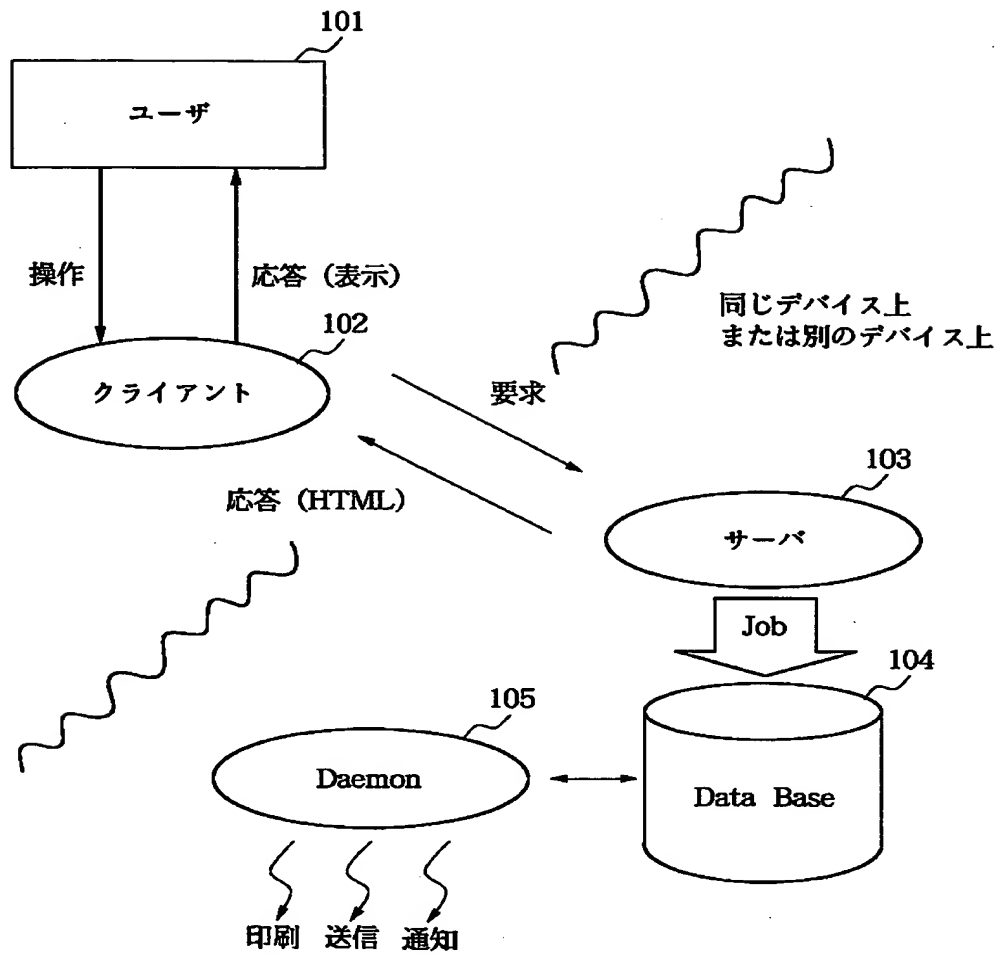 101
ユーザ
操作
応答 (表示)
102
クライアント
同じデバイス上
または別のデバイス上
要求
応答 (HTML)
103
サーバ
Job
104
Data Base
105
Daemon
印刷 送信 通知